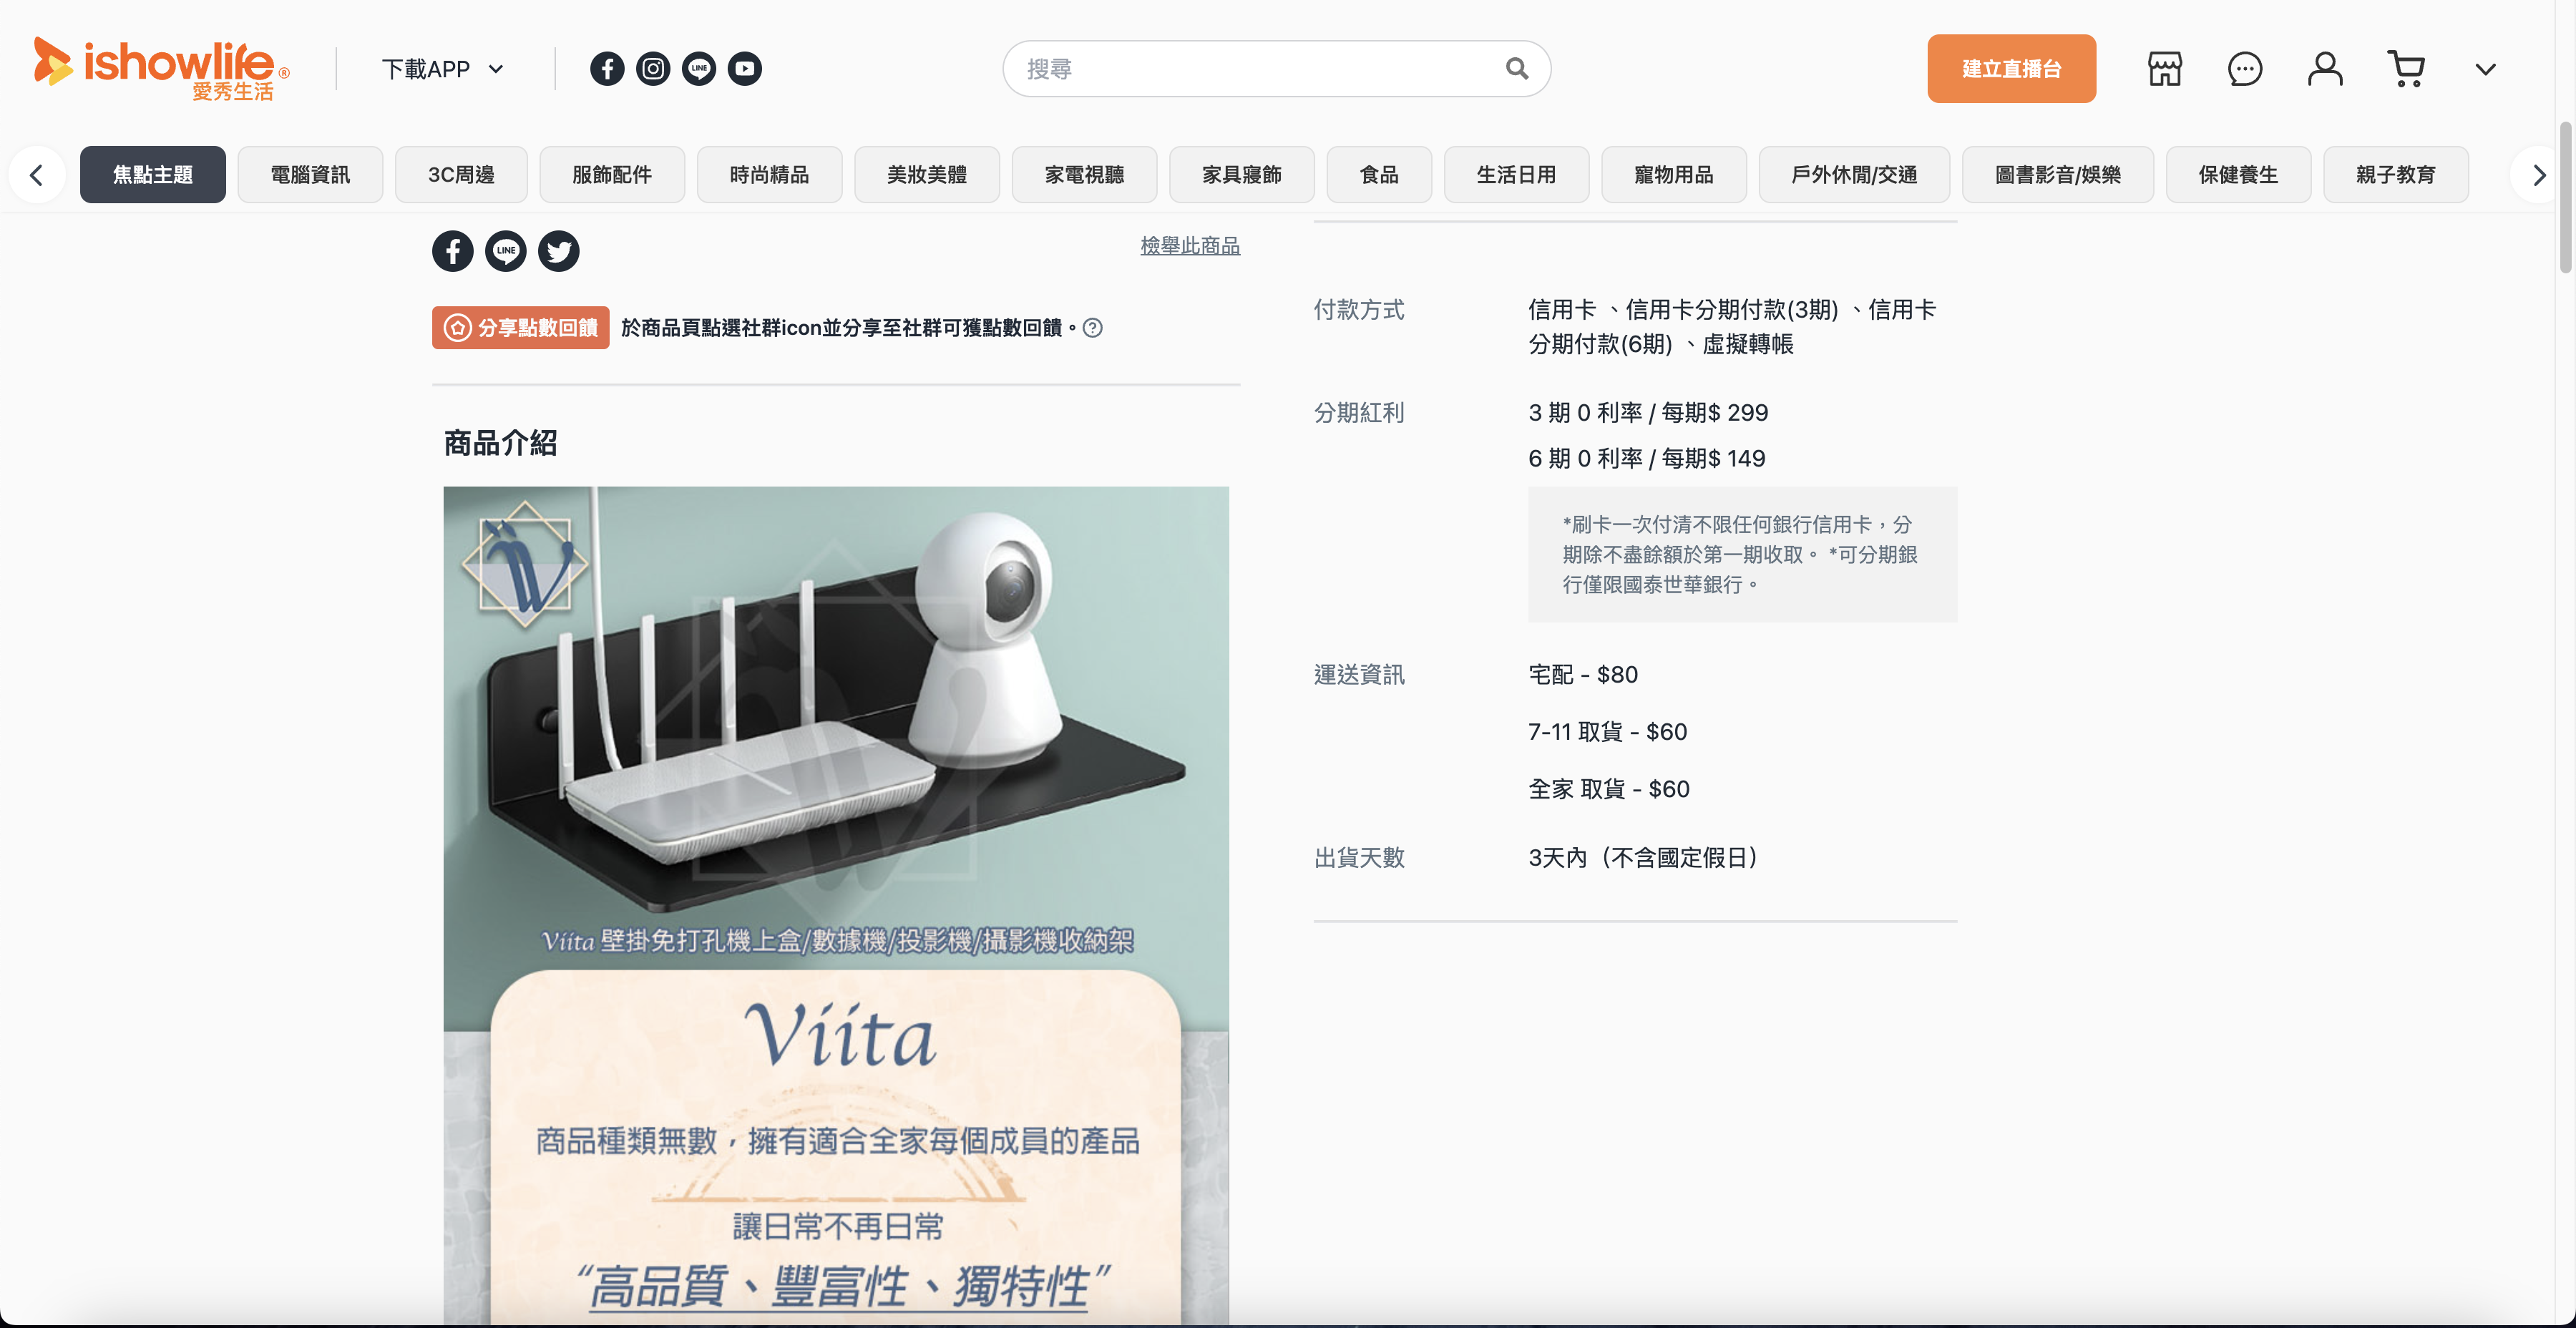 ishowlife®
愛秀生活
下載APP
LINE
搜尋
建立直播台
焦點主題
電腦資訊
3C周邊
服飾配件
時尚精品
美妝美體
家電視聽
家具寢飾
食品
生活日用
寵物用品
戶外休閒/交通
圖書影音/娛樂
保健養生
親子教育
LINE
檢舉此商品
分享點數回饋 於商品頁點選社群icon並分享至社群可獲點數回饋。?
商品介紹
Viita 壁掛免打孔機上盒/數據機/投影機/攝影機收納架
Viita
商品種類無數，擁有適合全家每個成員的產品
讓日常不再日常
“高品質、豐富性、獨特性”
付款方式
信用卡 、信用卡分期付款(3期) 、信用卡
分期付款(6期) 、虛擬轉帳
分期紅利
3 期 0 利率 / 每期$ 299
6 期 0 利率 / 每期$ 149
*刷卡一次付清不限任何銀行信用卡，分
期除不盡餘額於第一期收取。 *可分期銀
行僅限國泰世華銀行。
運送資訊
宅配 - $80
7-11 取貨 - $60
全家 取貨 - $60
出貨天數
3天內（不含國定假日）